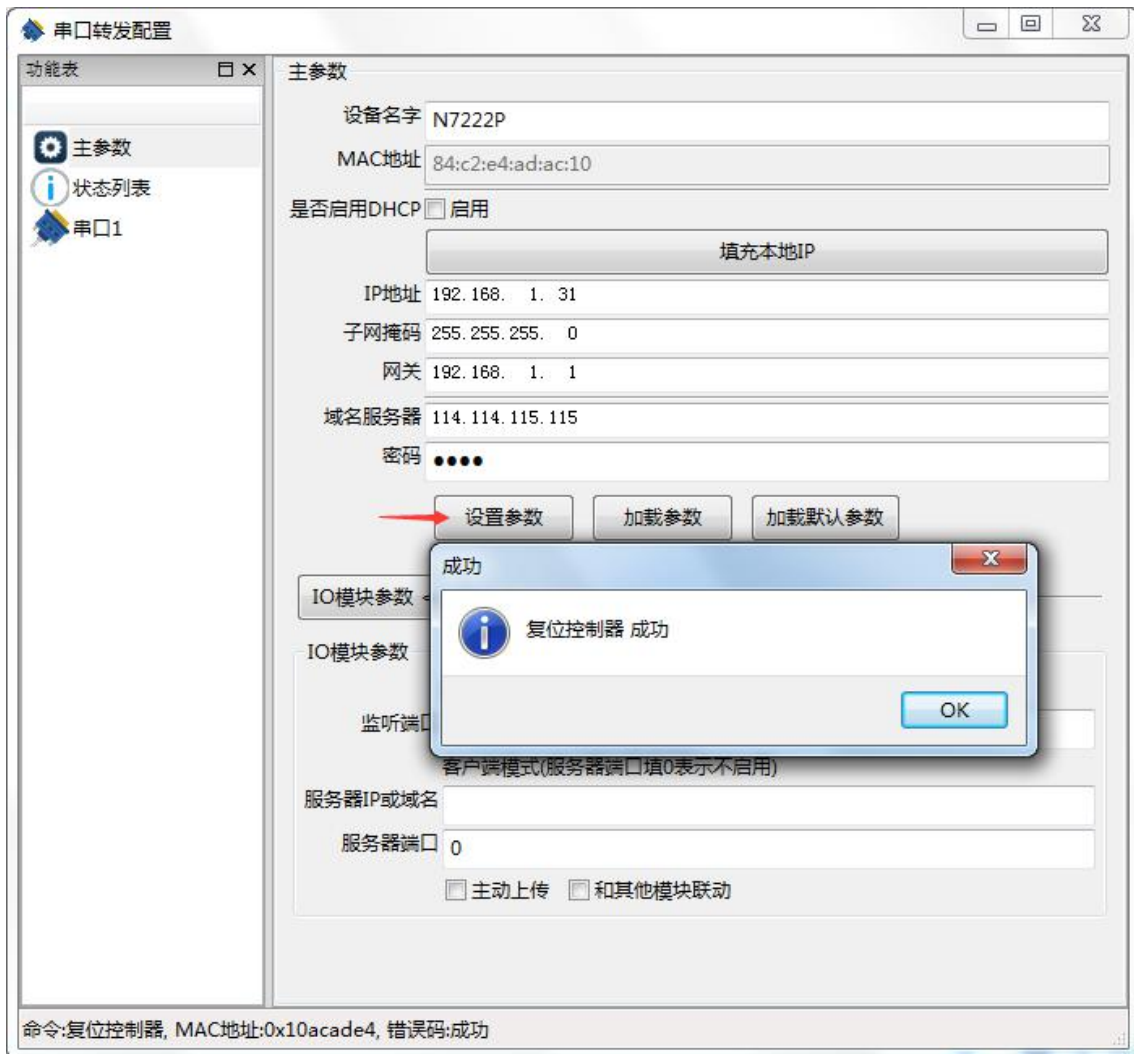 串口转发配置
功能表
主参数
状态列表
串口1
主参数
设备名字 N7222P
MAC地址 84:c2:e4:ad:ac:10
是否启用DHCP 启用
填充本地IP
IP地址 192.168. 1. 31
子网掩码 255.255.255. 0
网关 192.168. 1. 1
域名服务器 114.114.115.115
密码 ●●●●
设置参数 加载参数 加载默认参数
成功
复位控制器 成功
OK
IO模块参数 <
IO模块参数
监听端口
客户端模式(服务器端口填0表示不启用)
服务器IP或域名
服务器端口 0
主动上传 和其他模块联动
命令:复位控制器, MAC地址:0x10acade4, 错误码:成功